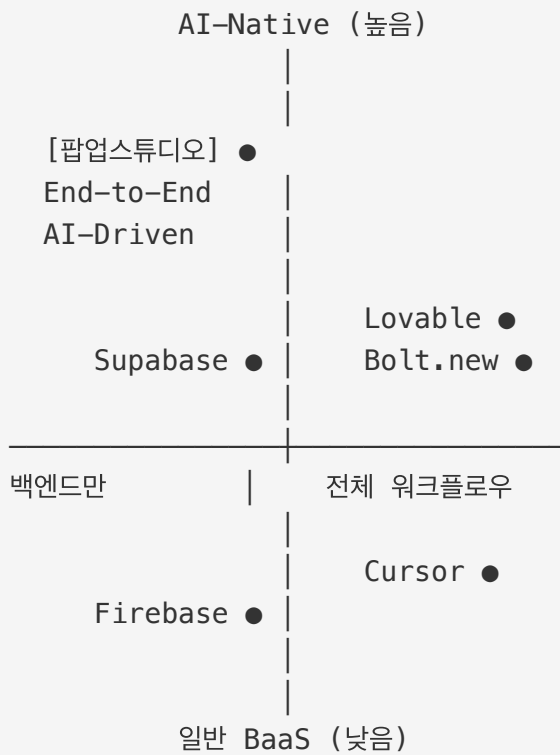 AI-Native (높음)
[팝업스튜디오] ●
End-to-End
AI-Driven
Lovable ●
Supabase ● Bolt.new ●
백엔드만 | 전체 워크플로우
Cursor ●
Firebase ●
일반 BaaS (낮음)